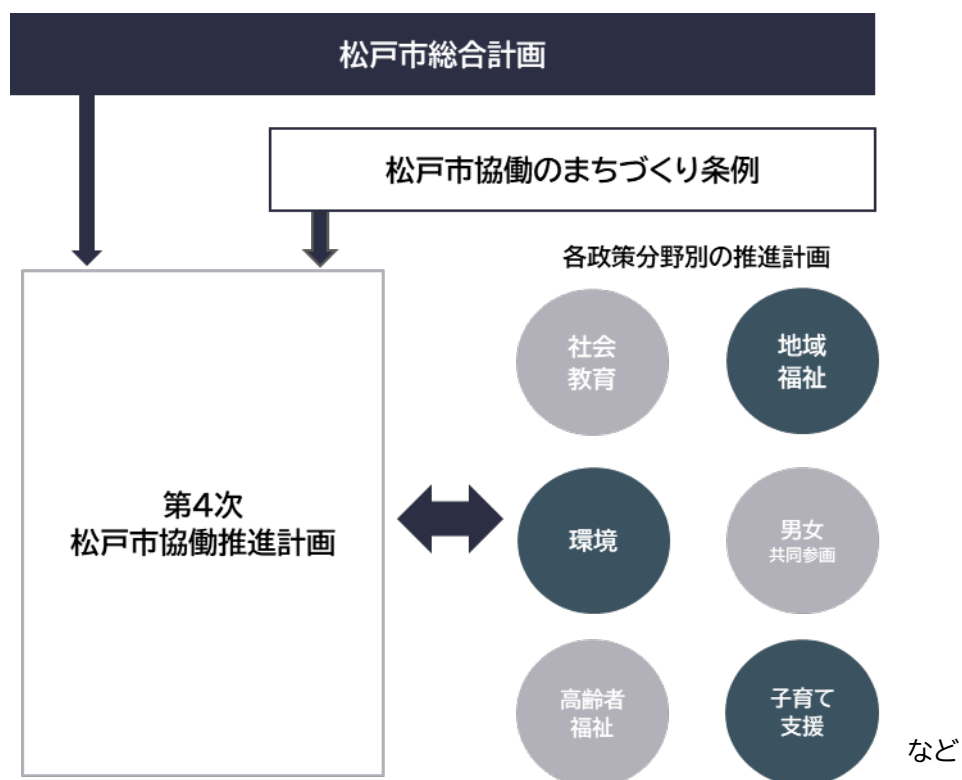 松戸市総合計画
松戸市協働のまちづくり条例
各政策分野別の推進計画
社会
教育
地域
福祉
第4次
松戸市協働推進計画
環境
男女
共同参画
高齢者
福祉
子育て
支援
など